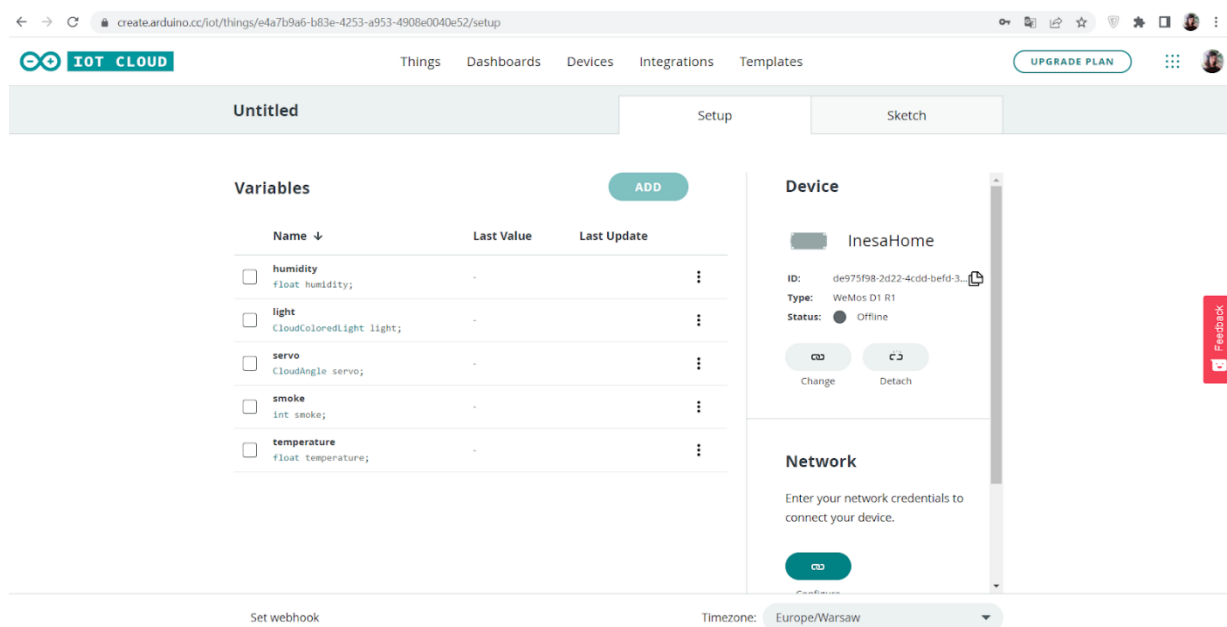 create.arduino.cc/iot/things/e4a7b9a6-b83e-4253-a953-4908e0040e52/setup
IOT CLOUD
Things Dashboards Devices Integrations Templates
UPGRADE PLAN
Untitled
Setup
Sketch
Variables
ADD
Name Last Value Last Update
humidity
float humidity; -
light
CloudColoredLight light; -
servo
CloudAngle servo; -
smoke
int smoke; -
temperature
float temperature; -
Device
InesaHome
ID: de975f98-2d22-4cdd-befd-3...
Type: WeMos D1 R1
Status: Offline
Change Detach
Network
Enter your network credentials to
connect your device.
Configure
Feedback
Set webhook
Timezone: Europe/Warsaw